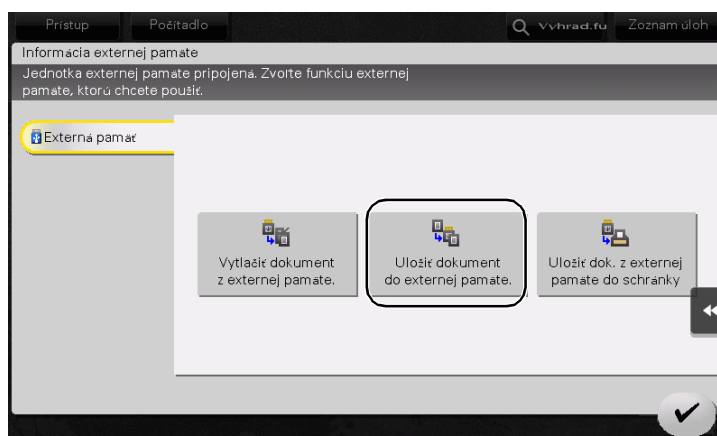 Prístup Počítadlo Vyhrad.fu Zoznam úloh
Informácia externej pamäte
Jednotka externej pamäte pripojená. Zvoľte funkciu externej
pamäte, ktorú chcete použiť.
Externá pamäť
Vytlačiť dokument
z externej pamäte.
Uložiť dokument
do externej pamäte.
Uložiť dok. z externej
pamäte do schránky